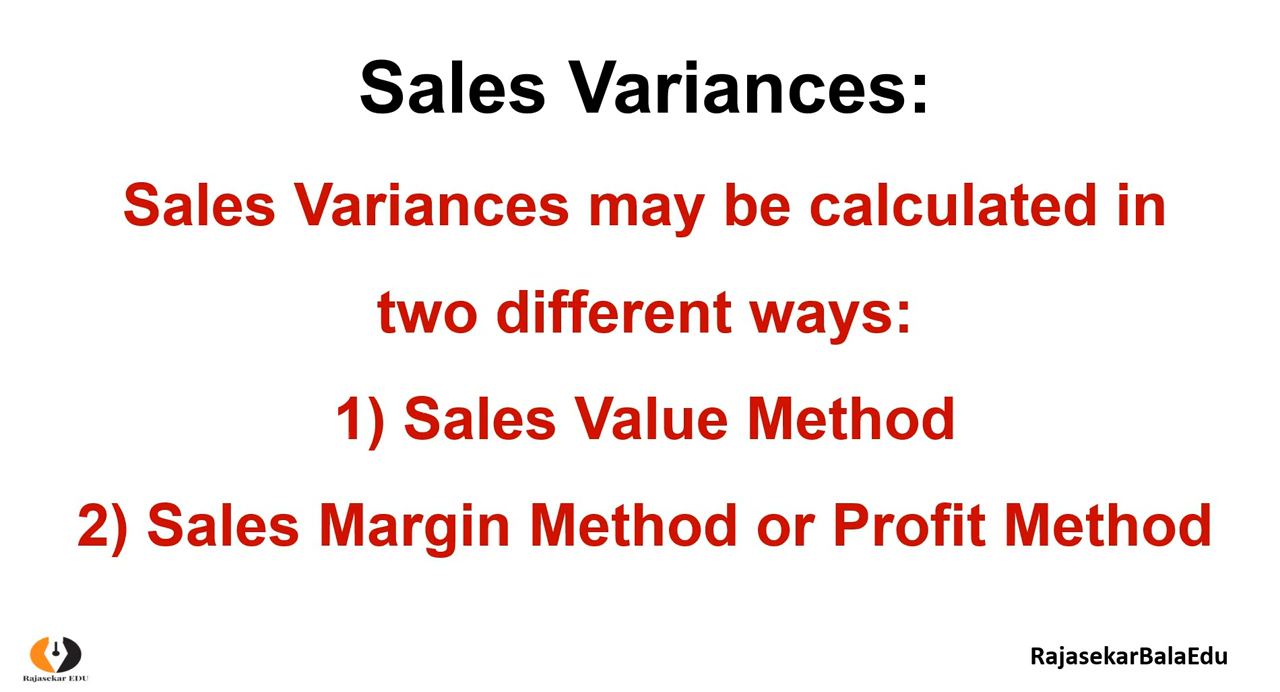 Sales Variances:
Sales Variances may be calculated in
two different ways:
1) Sales Value Method
2) Sales Margin Method or Profit Method
Rajasekar EDU
RajasekarBalaEdu